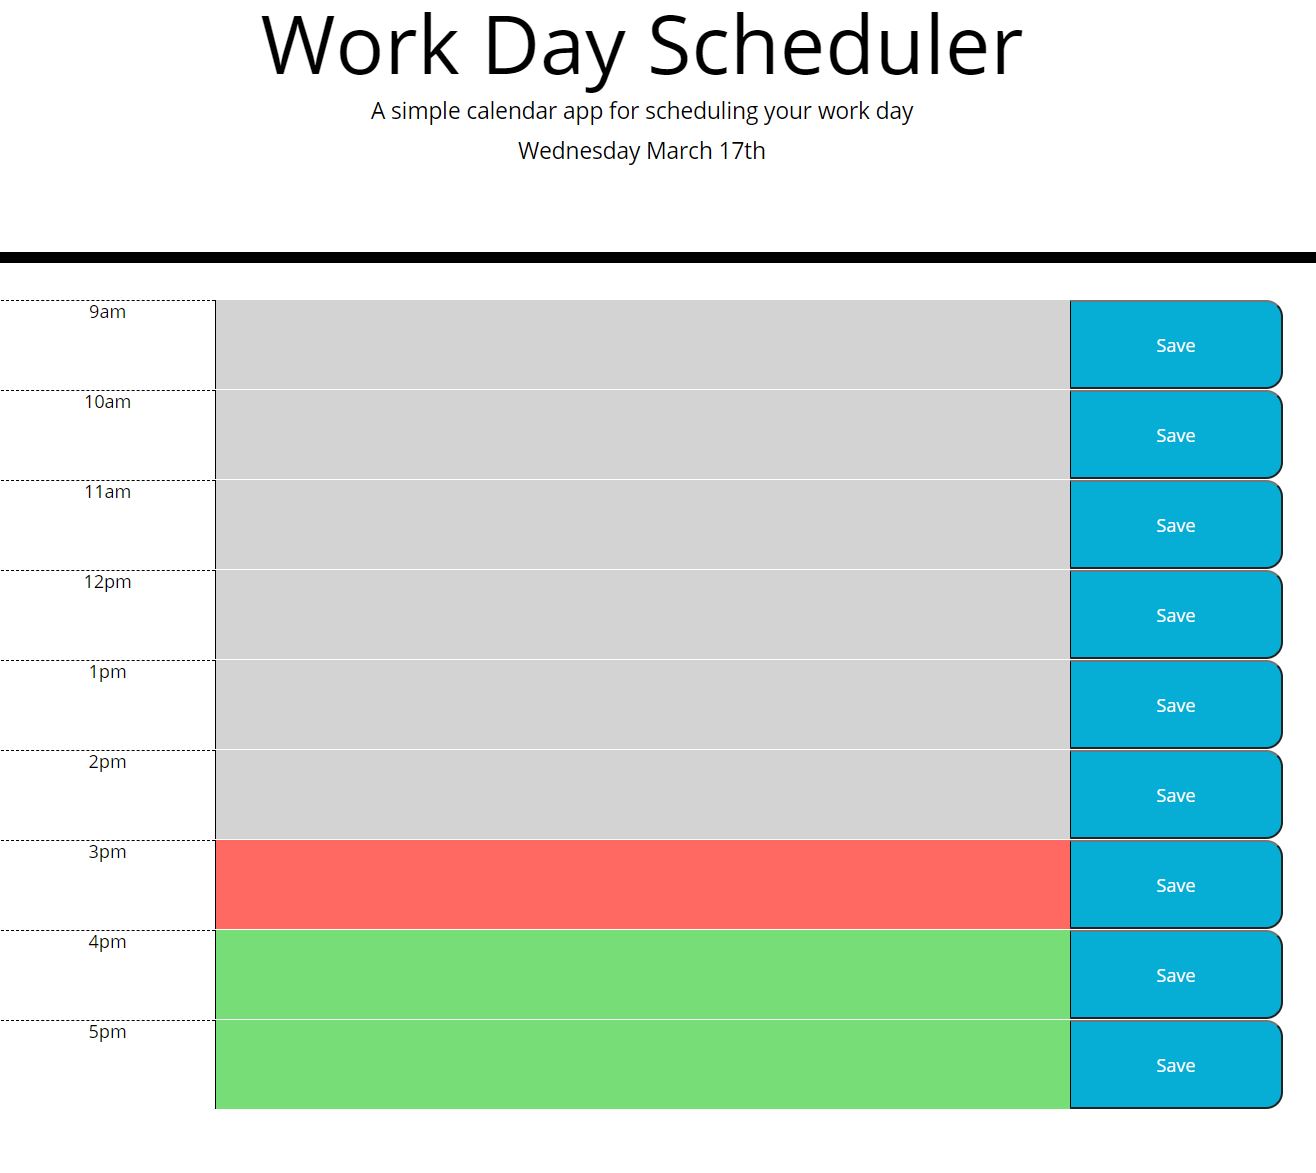 Work Day Scheduler
A simple calendar app for scheduling your work day
Wednesday March 17th
9am
Save
10am
Save
11am
Save
12pm
Save
1pm
Save
2pm
Save
3pm
Save
4pm
Save
5pm
Save